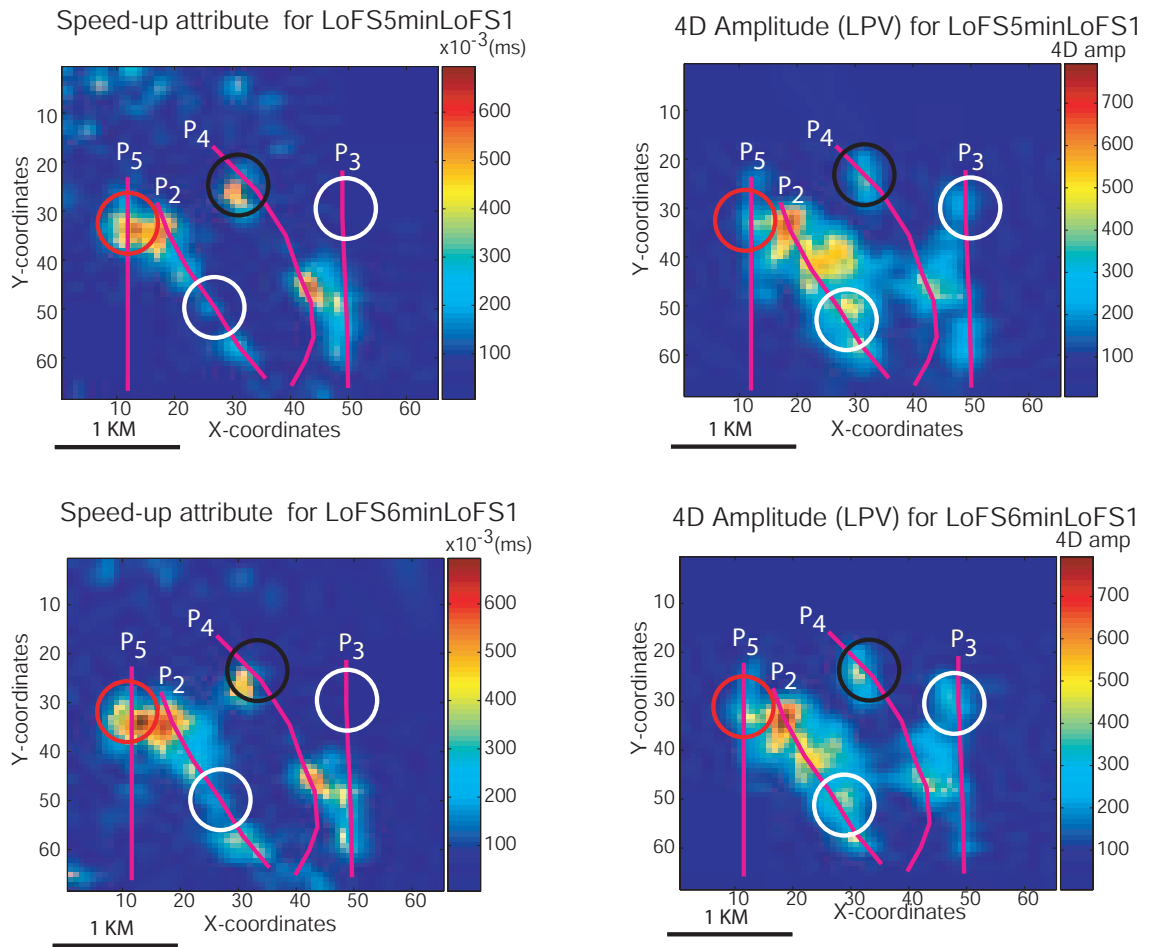 Speed-up attribute for LoFS5minLoFS1
x10-3(ms)
P5
P2
P4
P3
10
20
30
40
50
60
Y-coordinates
10 20 30 40 50 60
X-coordinates
1 KM
600
500
400
300
200
100
4D Amplitude (LPV) for LoFS5minLoFS1
4D amp
P5
P2
P4
P3
10
20
30
40
50
60
Y-coordinates
10 20 30 40 50 60
X-coordinates
1 KM
700
600
500
400
300
200
100
Speed-up attribute for LoFS6minLoFS1
x10-3(ms)
P5
P2
P4
P3
10
20
30
40
50
60
Y-coordinates
10 20 30 40 50 60
X-coordinates
1 KM
600
500
400
300
200
100
4D Amplitude (LPV) for LoFS6minLoFS1
4D amp
P5
P2
P4
P3
10
20
30
40
50
60
Y-coordinates
10 20 30 40 50 60
X-coordinates
1 KM
700
600
500
400
300
200
100